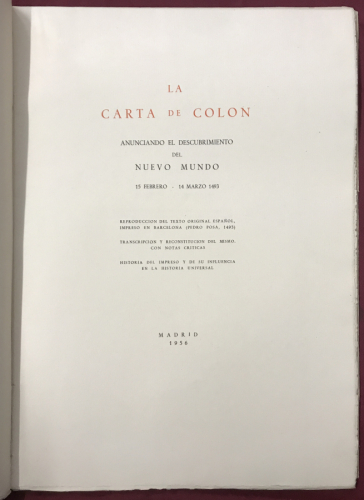 LA
CARTA DE COLON
ANUNCIANDO EL DESCUBRIMIENTO
DEL
NUEVO MUNDO
15 FEBRERO - 14 MARZO 1493
REPRODUCCION DEL TEXTO ORIGINAL ESPAÑOL,
IMPRESO EN BARCELONA (PEDRO POSA, 1493)
TRANSCRIPCION Y RECONSTITUCION DEL MISMO,
CON NOTAS CRITICAS
HISTORIA DEL IMPRESO Y DE SU INFLUENCIA
EN LA HISTORIA UNIVERSAL
MADRID
1956